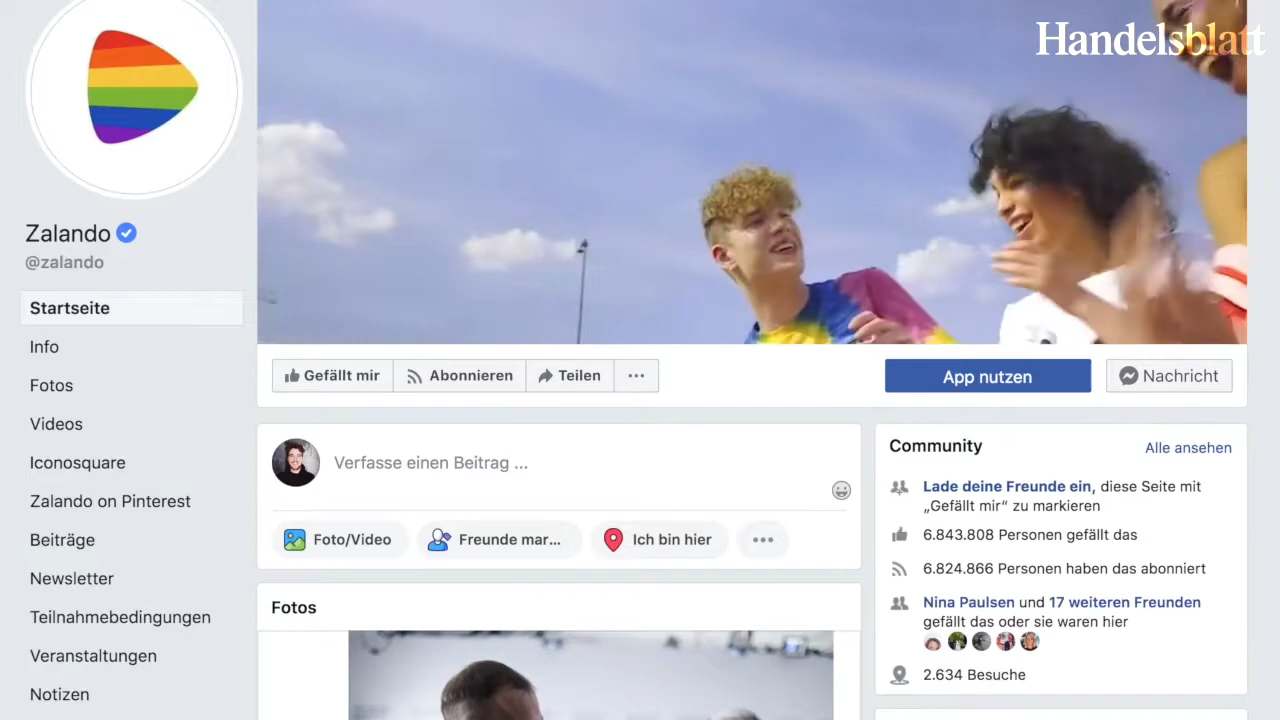 Handelsblatt
Zalando
@zalando
Startseite
Info
Fotos
Videos
Iconosquare
Zalando on Pinterest
Beiträge
Newsletter
Teilnahmebedingungen
Veranstaltungen
Notizen
Gefällt mir
Abonnieren
Teilen
App nutzen
Nachricht
Verfasse einen Beitrag ...
Foto/Video
Freunde mar...
Ich bin hier
Fotos
Community
Alle ansehen
Lade deine Freunde ein, diese Seite mit
„Gefällt mir“ zu markieren
6.843.808 Personen gefällt das
6.824.866 Personen haben das abonniert
Nina Paulsen und 17 weiteren Freunden
gefällt das oder sie waren hier
2.634 Besuche